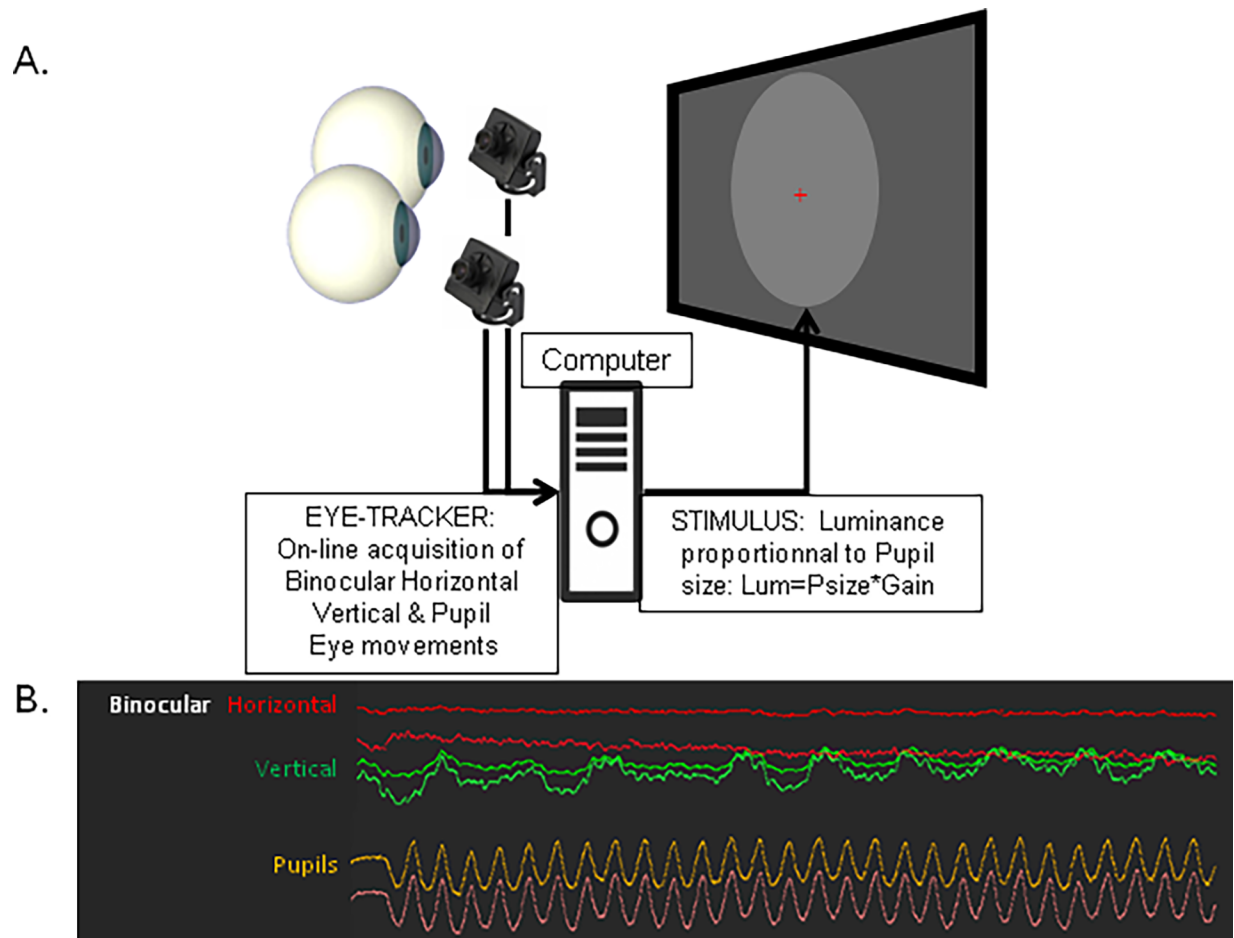 A.
Computer
EYE-TRACKER:
On-line acquisition of
Binocular Horizontal
Vertical & Pupil
Eye movements
STIMULUS: Luminance
proportionnal to Pupil
size: Lum=Psize*Gain
B.
Binocular Horizontal
Vertical
Pupils